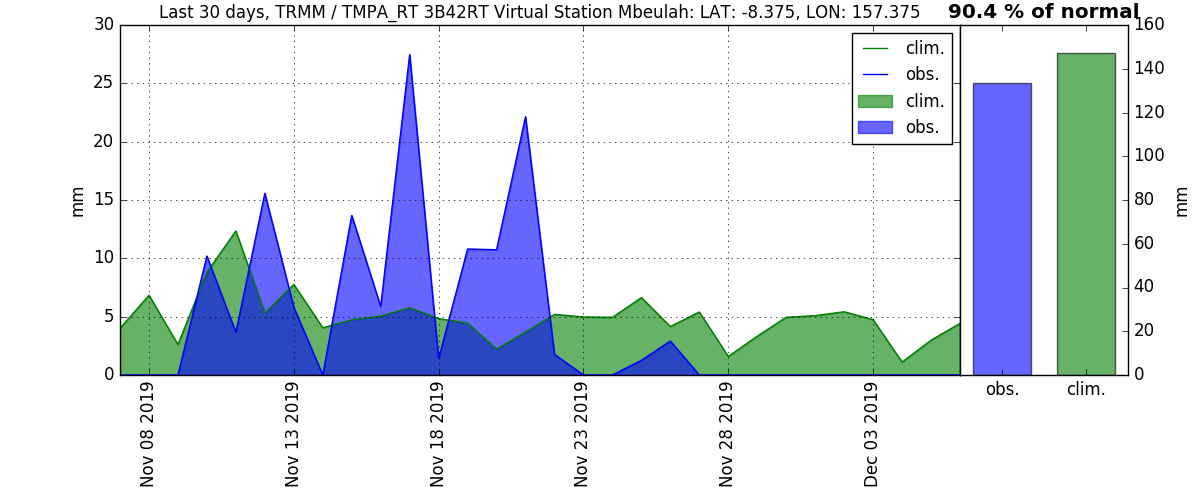 Last 30 days, TRMM / TMPA_RT 3B42RT Virtual Station Mbeulah: LAT: -8.375, LON: 157.375
90.4 % of normal
30
25
20
15
10
5
0
mm
clim.
obs.
clim.
obs.
160
140
120
100
80
60
40
20
0
mm
obs.
clim.
Nov 08 2019
Nov 13 2019
Nov 18 2019
Nov 23 2019
Nov 28 2019
Dec 03 2019